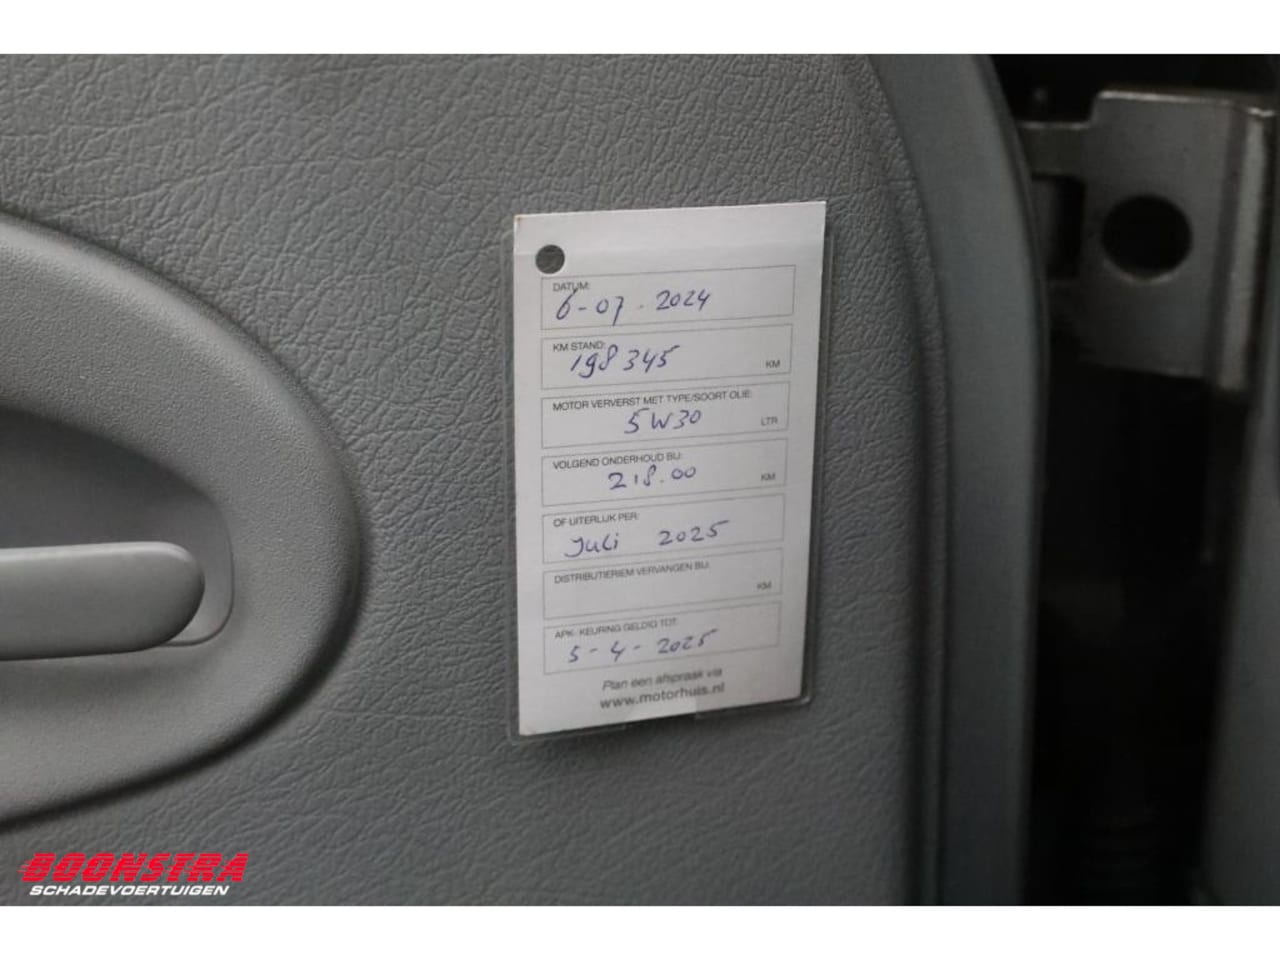 DATUM:
6-07-2024
KM STAND:
198345
KM
MOTOR VERVERST MET TYPE/SOORT OLIE:
5W30
LTR
VOLGEND ONDERHOUD BIJ:
218.00
KM
OF UITERLIJK PER:
Juli 2025
DISTRIBUTIERIEM VERVANGEN BIJ:
KM
APK- KEURING GELDIG TOT:
5-4-2025
Plan een afspraak via
www.motorhuis.nl
BOONSTRA
SCHADEVOERTUIGEN